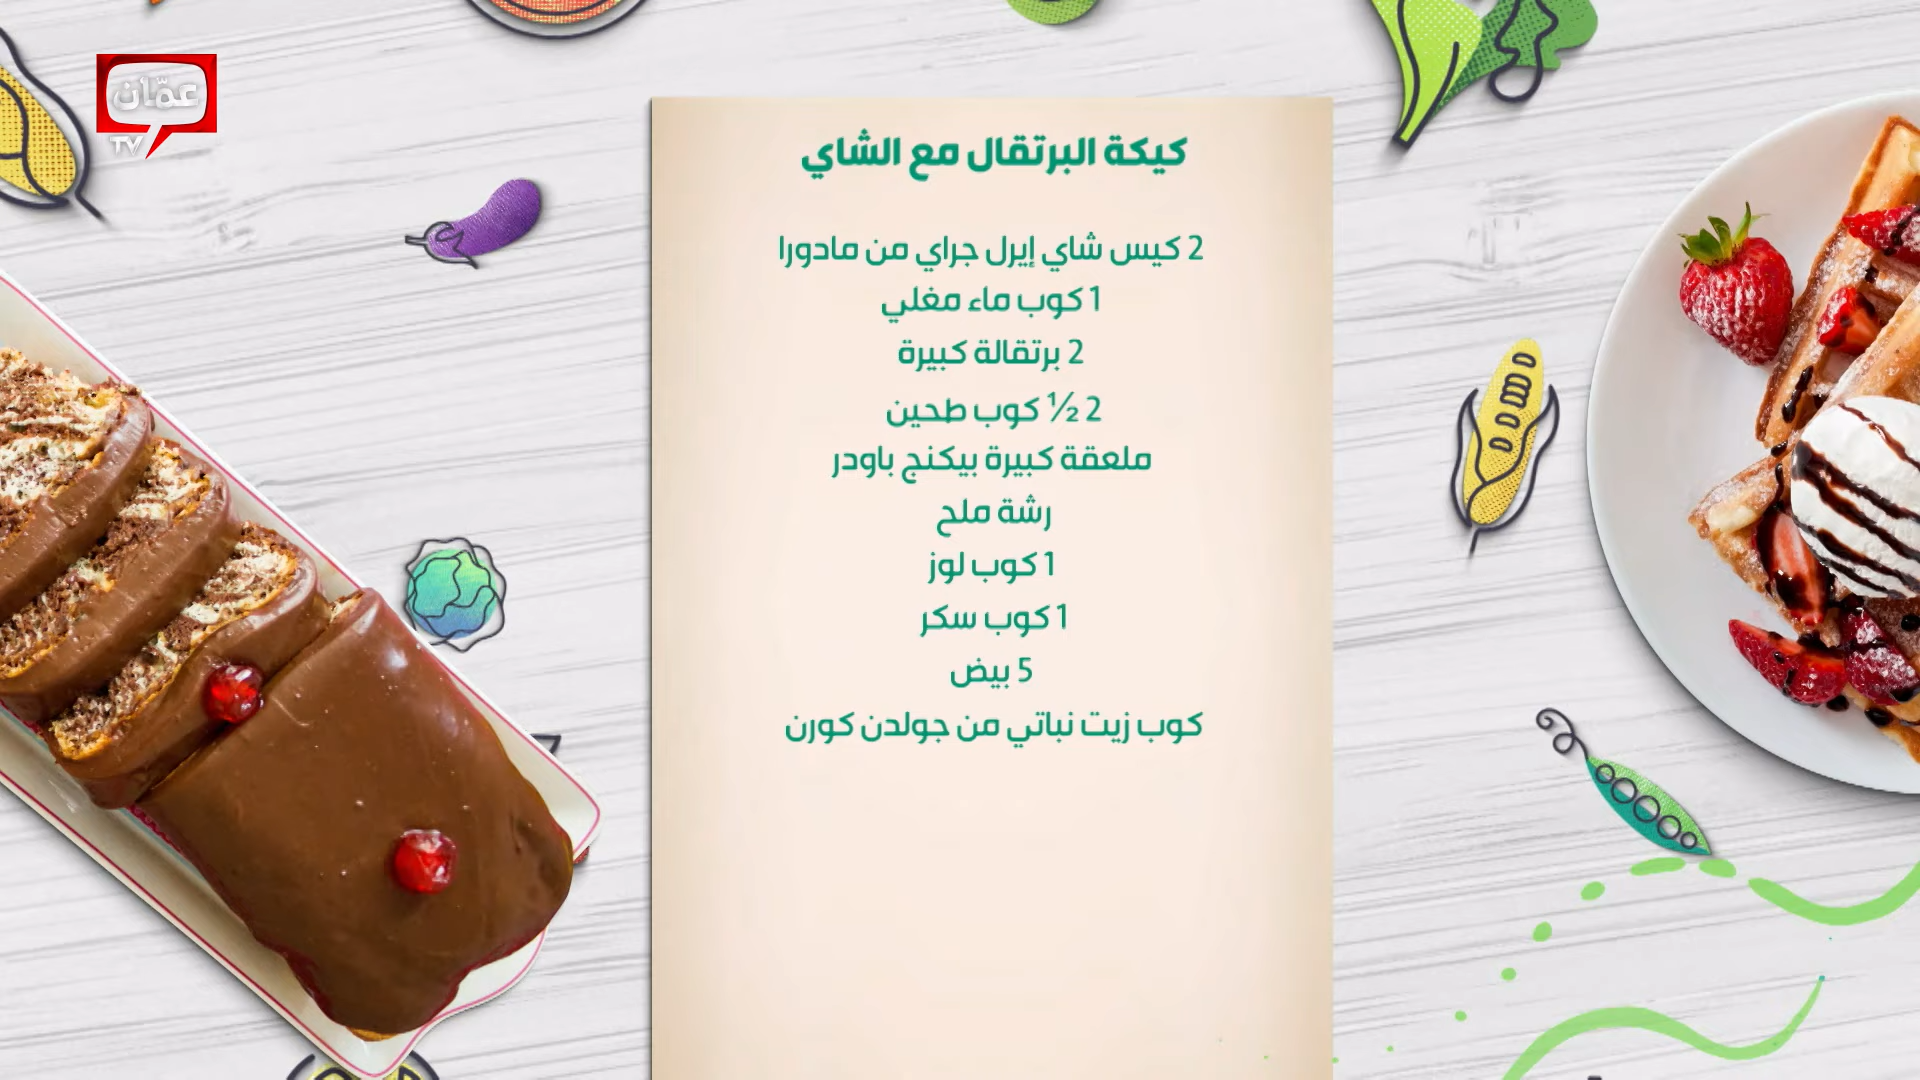 عمّان
TV
كيكة البرتقال مع الشاي
2 كيس شاي إيرل جراي من مادورا
1 كوب ماء مغلي
2 برتقالة كبيرة
2 ½ كوب طحين
ملعقة كبيرة بيكنج باودر
رشة ملح
1 كوب لوز
1 كوب سكر
5 بيض
كوب زيت نباتي من جولدن كورن